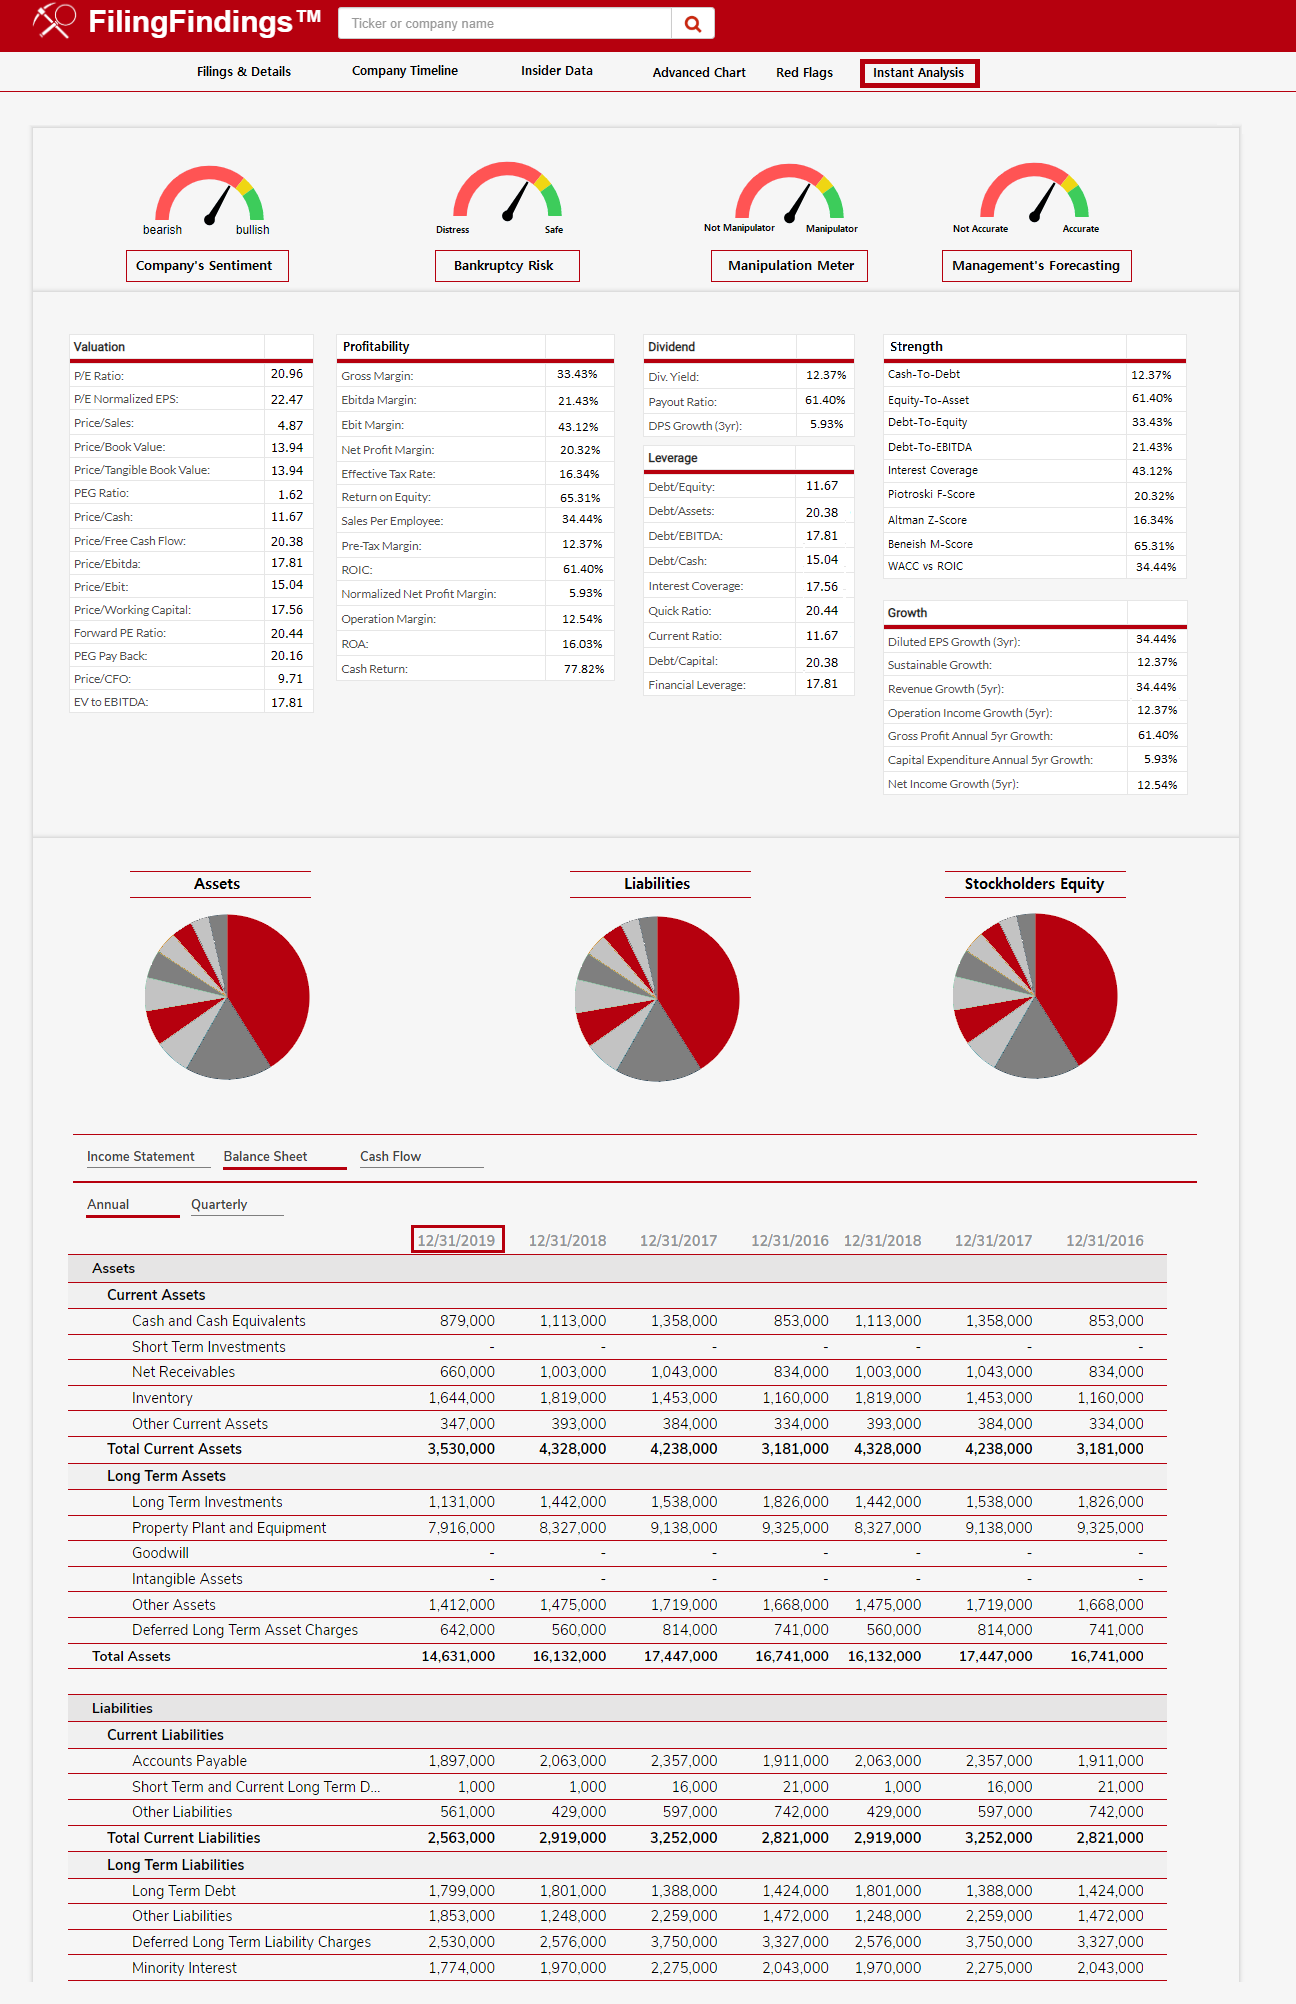 FilingFindings™
Ticker or company name
Filings & Details Company Timeline Insider Data Advanced Chart Red Flags Instant Analysis
bearish bullish
Company's Sentiment
Distress Safe
Bankruptcy Risk
Not Manipulator Manipulator
Manipulation Meter
Not Accurate Accurate
Management's Forecasting
Valuation
P/E Ratio: 20.96
P/E Normalized EPS: 22.47
Price/Sales: 4.87
Price/Book Value: 13.94
Price/Tangible Book Value: 13.94
PEG Ratio: 1.62
Price/Cash: 11.67
Price/Free Cash Flow: 20.38
Price/Ebitda: 17.81
Price/Ebit: 15.04
Price/Working Capital: 17.56
Forward PE Ratio: 20.44
PEG Pay Back: 20.16
Price/CFO: 9.71
EV to EBITDA: 17.81
Profitability
Gross Margin: 33.43%
Ebitda Margin: 21.43%
Ebit Margin: 43.12%
Net Profit Margin: 20.32%
Effective Tax Rate: 16.34%
Return on Equity: 65.31%
Sales Per Employee: 34.44%
Pre-Tax Margin: 12.37%
ROIC: 61.40%
Normalized Net Profit Margin: 5.93%
Operation Margin: 12.54%
ROA: 16.03%
Cash Return: 77.82%
Dividend
Div. Yield: 12.37%
Payout Ratio: 61.40%
DPS Growth (3yr): 5.93%
Leverage
Debt/Equity: 11.67
Debt/Assets: 20.38
Debt/EBITDA: 17.81
Debt/Cash: 15.04
Interest Coverage: 17.56
Quick Ratio: 20.44
Current Ratio: 11.67
Debt/Capital: 20.38
Financial Leverage: 17.81
Strength
Cash-To-Debt 12.37%
Equity-To-Asset 61.40%
Debt-To-Equity 33.43%
Debt-To-EBITDA 21.43%
Interest Coverage 43.12%
Piotroski F-Score 20.32%
Altman Z-Score 16.34%
Beneish M-Score 65.31%
WACC vs ROIC 34.44%
Growth
Diluted EPS Growth (3yr): 34.44%
Sustainable Growth: 12.37%
Revenue Growth (5yr): 34.44%
Operation Income Growth (5yr): 12.37%
Gross Profit Annual 5yr Growth: 61.40%
Capital Expenditure Annual 5yr Growth: 5.93%
Net Income Growth (5yr): 12.54%
Assets Liabilities Stockholders Equity
Income Statement Balance Sheet Cash Flow
Annual Quarterly
12/31/2019 12/31/2018 12/31/2017 12/31/2016 12/31/2018 12/31/2017 12/31/2016
Assets
Current Assets
Cash and Cash Equivalents 879,000 1,113,000 1,358,000 853,000 1,113,000 1,358,000 853,000
Short Term Investments - - - - - - -
Net Receivables 660,000 1,003,000 1,043,000 834,000 1,003,000 1,043,000 834,000
Inventory 1,644,000 1,819,000 1,453,000 1,160,000 1,819,000 1,453,000 1,160,000
Other Current Assets 347,000 393,000 384,000 334,000 393,000 384,000 334,000
Total Current Assets 3,530,000 4,328,000 4,238,000 3,181,000 4,328,000 4,238,000 3,181,000
Long Term Assets
Long Term Investments 1,131,000 1,442,000 1,538,000 1,826,000 1,442,000 1,538,000 1,826,000
Property Plant and Equipment 7,916,000 8,327,000 9,138,000 9,325,000 8,327,000 9,138,000 9,325,000
Goodwill - - - - - - -
Intangible Assets - - - - - - -
Other Assets 1,412,000 1,475,000 1,719,000 1,668,000 1,475,000 1,719,000 1,668,000
Deferred Long Term Asset Charges 642,000 560,000 814,000 741,000 560,000 814,000 741,000
Total Assets 14,631,000 16,132,000 17,447,000 16,741,000 16,132,000 17,447,000 16,741,000
Liabilities
Current Liabilities
Accounts Payable 1,897,000 2,063,000 2,357,000 1,911,000 2,063,000 2,357,000 1,911,000
Short Term and Current Long Term D... 1,000 1,000 16,000 21,000 1,000 16,000 21,000
Other Liabilities 561,000 429,000 597,000 742,000 429,000 597,000 742,000
Total Current Liabilities 2,563,000 2,919,000 3,252,000 2,821,000 2,919,000 3,252,000 2,821,000
Long Term Liabilities
Long Term Debt 1,799,000 1,801,000 1,388,000 1,424,000 1,801,000 1,388,000 1,424,000
Other Liabilities 1,853,000 1,248,000 2,259,000 1,472,000 1,248,000 2,259,000 1,472,000
Deferred Long Term Liability Charges 2,530,000 2,576,000 3,750,000 3,327,000 2,576,000 3,750,000 3,327,000
Minority Interest 1,774,000 1,970,000 2,275,000 2,043,000 1,970,000 2,275,000 2,043,000